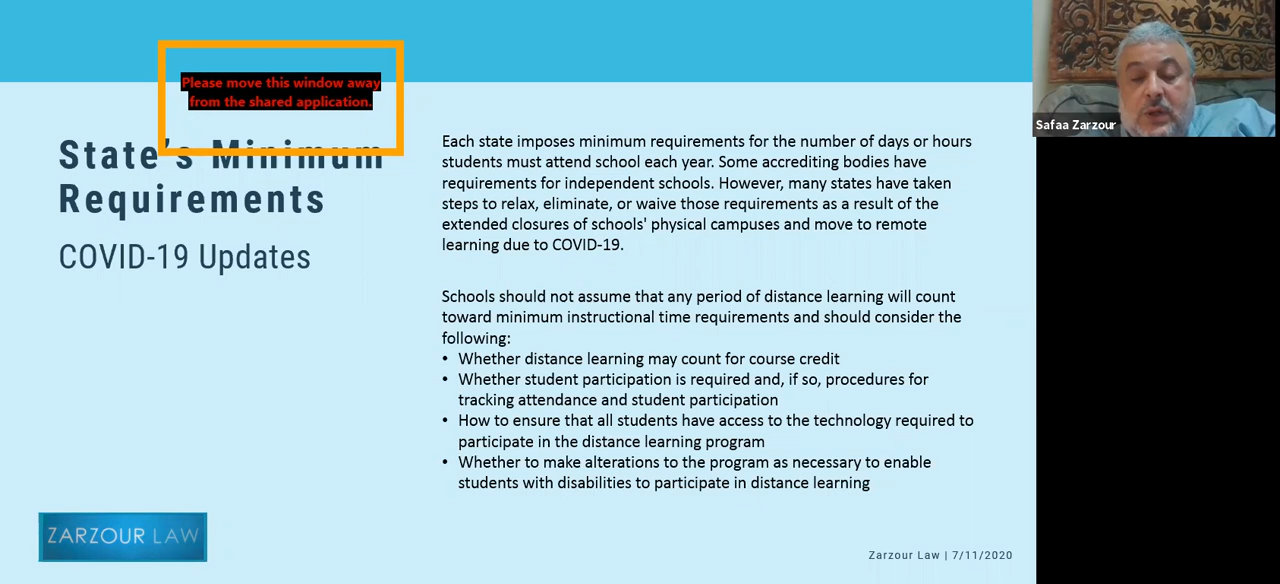 Please move this window away
from the shared application.
State's Minimum
Requirements
COVID-19 Updates
Each state imposes minimum requirements for the number of days or hours
students must attend school each year. Some accrediting bodies have
requirements for independent schools. However, many states have taken
steps to relax, eliminate, or waive those requirements as a result of the
extended closures of schools' physical campuses and move to remote
learning due to COVID-19.
Schools should not assume that any period of distance learning will count
toward minimum instructional time requirements and should consider the
following:
• Whether distance learning may count for course credit
• Whether student participation is required and, if so, procedures for
tracking attendance and student participation
• How to ensure that all students have access to the technology required to
participate in the distance learning program
• Whether to make alterations to the program as necessary to enable
students with disabilities to participate in distance learning
ZARZOUR LAW
Zarzour Law | 7/11/2020
Safaa Zarzour